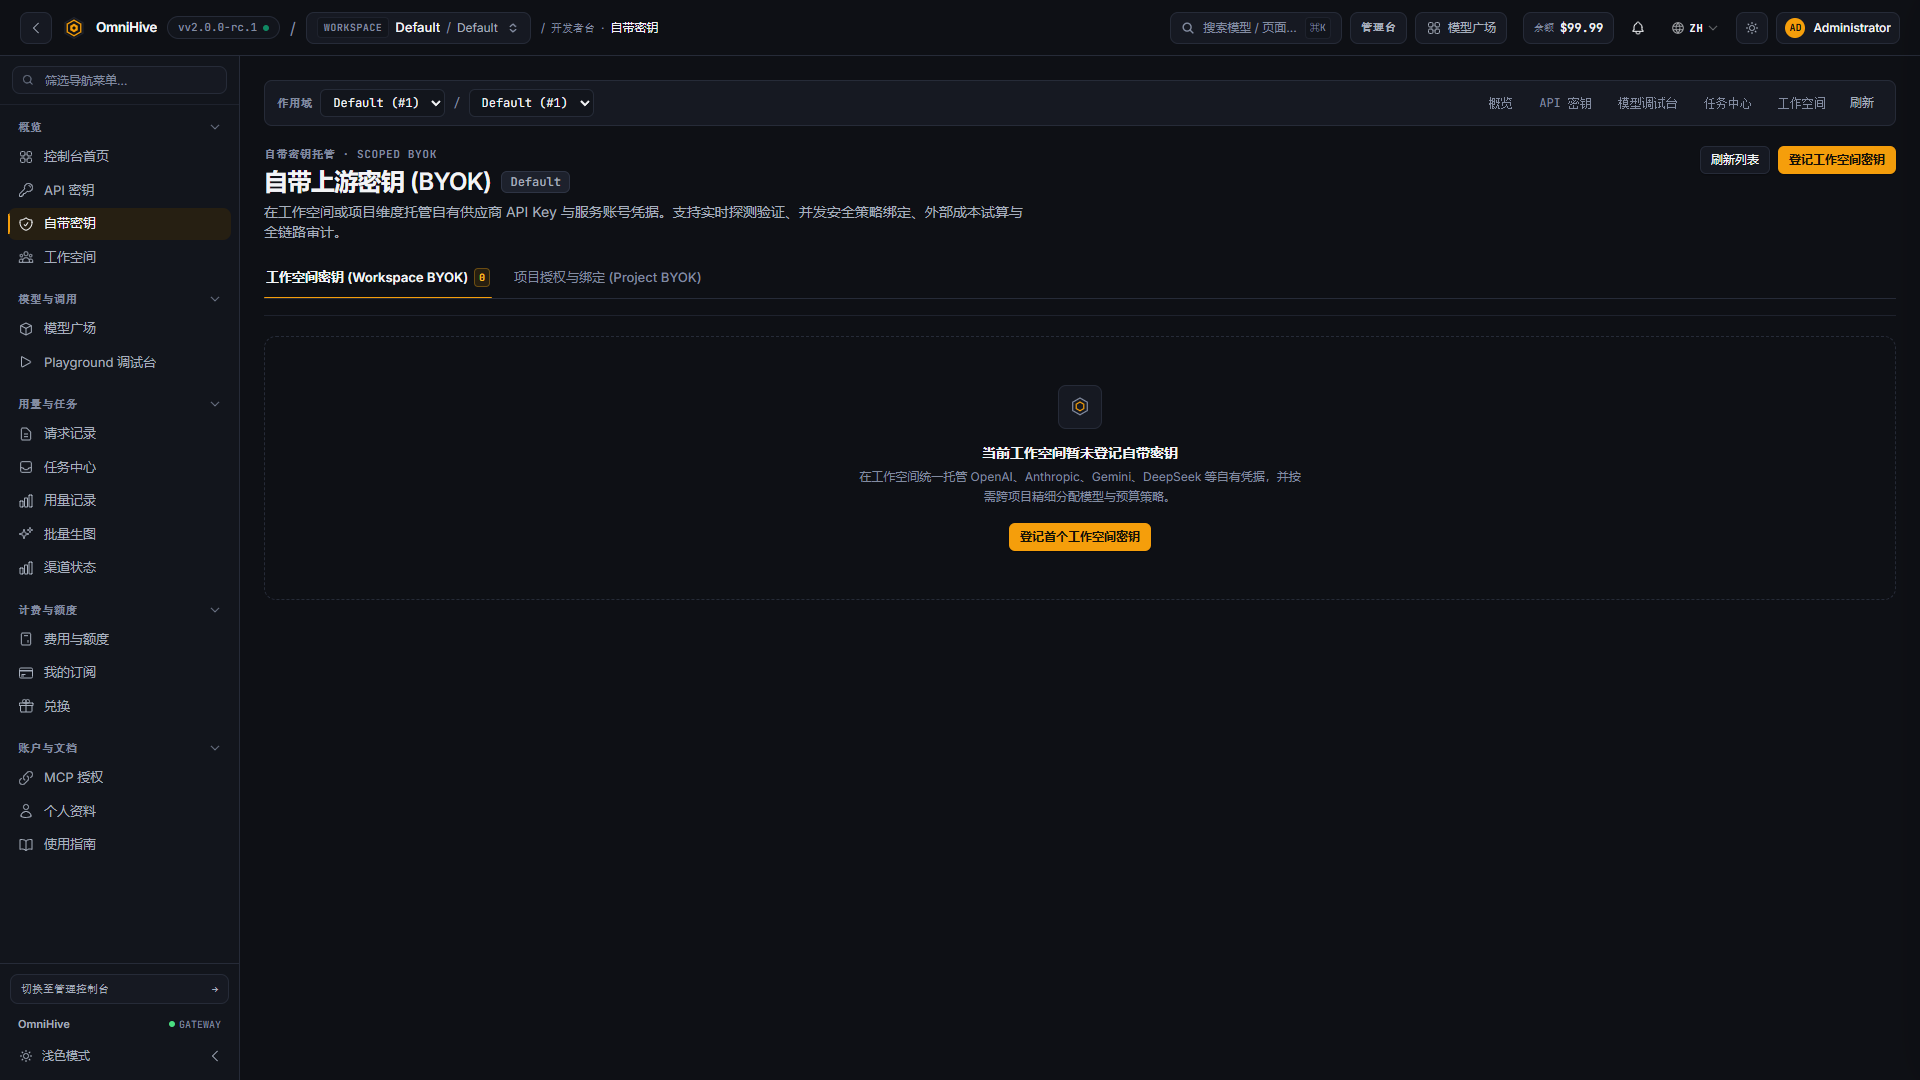 OmniHive vv2.0.0-rc.1 / WORKSPACE Default / Default / 开发者台 · 自带密钥 搜索模型 / 页面... ⌘K 管理台 模型广场 余额 $99.99 ZH AD Administrator
筛选导航菜单...
概览
控制台首页
API 密钥
自带密钥
工作空间
模型与调用
模型广场
Playground 调试台
用量与任务
请求记录
任务中心
用量记录
批量生图
渠道状态
计费与额度
费用与额度
我的订阅
兑换
账户与文档
MCP 授权
个人资料
使用指南
切换至管理控制台 →
OmniHive GATEWAY
浅色模式
作用域 Default (#1) / Default (#1) 概览 API 密钥 模型调试台 任务中心 工作空间 刷新
自带密钥托管 · SCOPED BYOK
自带上游密钥 (BYOK) Default
刷新列表 登记工作空间密钥
在工作空间或项目维度托管自有供应商 API Key 与服务账号凭据。支持实时探测验证、并发安全策略绑定、外部成本试算与
全链路审计。
工作空间密钥 (Workspace BYOK) 0 项目授权与绑定 (Project BYOK)
当前工作空间暂未登记自带密钥
在工作空间统一托管 OpenAI、Anthropic、Gemini、DeepSeek 等自有凭据，并按
需跨项目精细分配模型与预算策略。
登记首个工作空间密钥